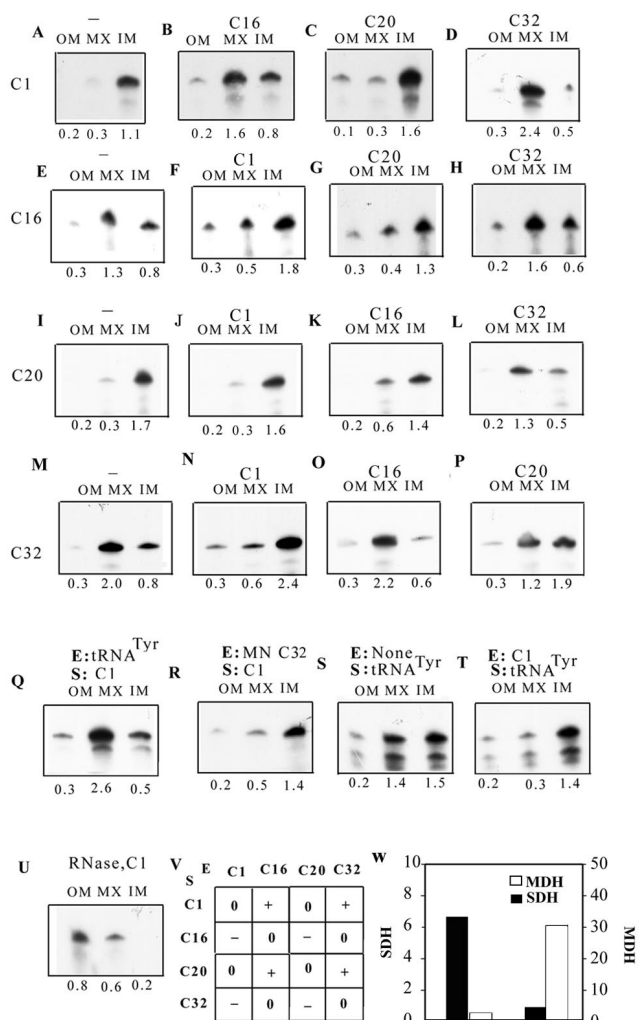 –
C16
C20
C32
A OM MX IM
B OM MX IM
C OM MX IM
D OM MX IM
C1
0.2 0.3 1.1
0.2 1.6 0.8
0.1 0.3 1.6
0.3 2.4 0.5
–
C1
C20
C32
E OM MX IM
F OM MX IM
G OM MX IM
H OM MX IM
C16
0.3 1.3 0.8
0.3 0.5 1.8
0.3 0.4 1.3
0.2 1.6 0.6
–
C1
C16
C32
I OM MX IM
J OM MX IM
K OM MX IM
L OM MX IM
C20
0.2 0.3 1.7
0.2 0.3 1.6
0.2 0.6 1.4
0.2 1.3 0.5
–
C1
C16
C20
M OM MX IM
N OM MX IM
O OM MX IM
P OM MX IM
C32
0.3 2.0 0.8
0.3 0.6 2.4
0.3 2.2 0.6
0.3 1.2 1.9
Q E:tRNATyr
S: C1
OM MX IM
0.3 2.6 0.5
R E: MN C32
S: C1
OM MX IM
0.2 0.5 1.4
S E: None
S:tRNATyr
OM MX IM
0.2 1.4 1.5
T E: C1
S:tRNATyr
OM MX IM
0.2 0.3 1.4
U RNase,C1
OM MX IM
0.8 0.6 0.2
V S E C1 C16 C20 C32
C1 0 + 0 +
C16 – 0 – 0
C20 0 + 0 +
C32 – 0 – 0
W
10 50
8 40
6 30
4 20
2 10
0 0
SDH
MDH
MDH
SDH